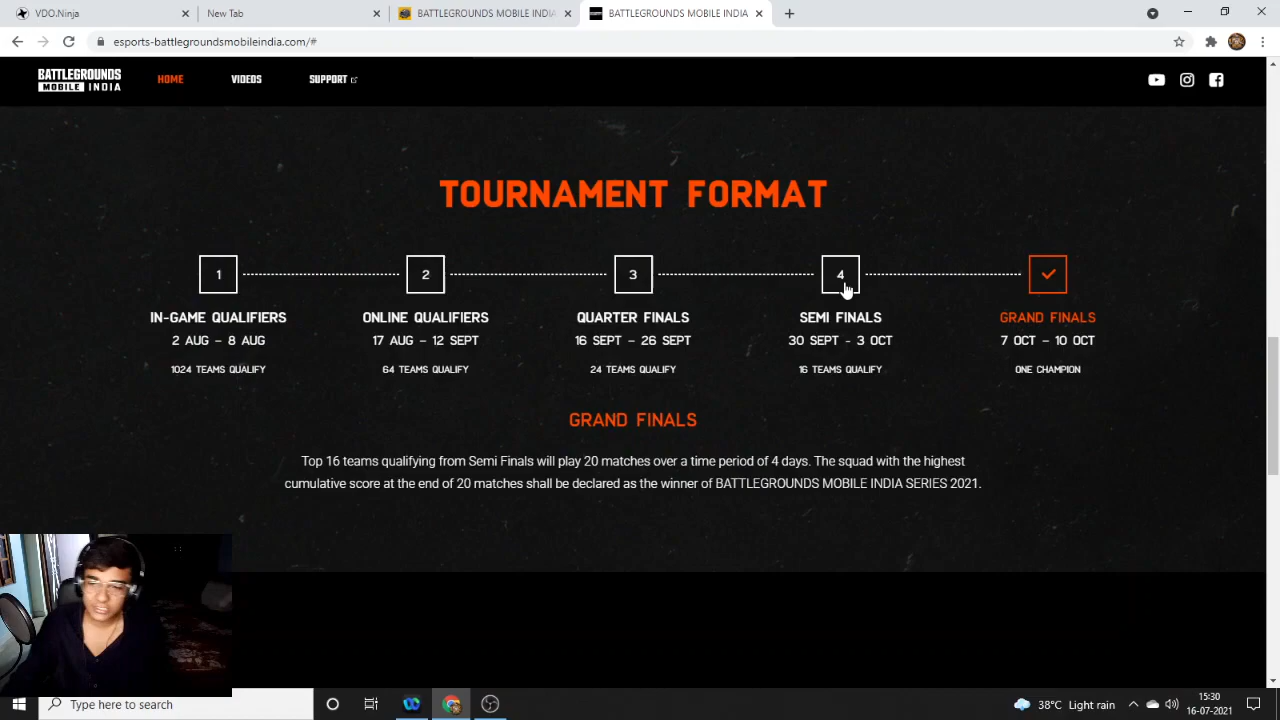 VDO.Ninja
New Tab
BATTLEGROUNDS MOBILE INDIA
BATTLEGROUNDS MOBILE INDIA
esports-battlegroundsmobileindia.com/#
BATTLEGROUNDS
MOBILE INDIA
HOME
VIDEOS
SUPPORT
TOURNAMENT FORMAT
1
2
3
4
IN-GAME QUALIFIERS
ONLINE QUALIFIERS
QUARTER FINALS
SEMI FINALS
GRAND FINALS
2 AUG – 8 AUG
17 AUG – 12 SEPT
16 SEPT – 26 SEPT
30 SEPT - 3 OCT
7 OCT – 10 OCT
1024 TEAMS QUALIFY
64 TEAMS QUALIFY
24 TEAMS QUALIFY
16 TEAMS QUALIFY
ONE CHAMPION
GRAND FINALS
Top 16 teams qualifying from Semi Finals will play 20 matches over a time period of 4 days. The squad with the highest
cumulative score at the end of 20 matches shall be declared as the winner of BATTLEGROUNDS MOBILE INDIA SERIES 2021.
Type here to search
38°C Light rain
15:30
16-07-2021